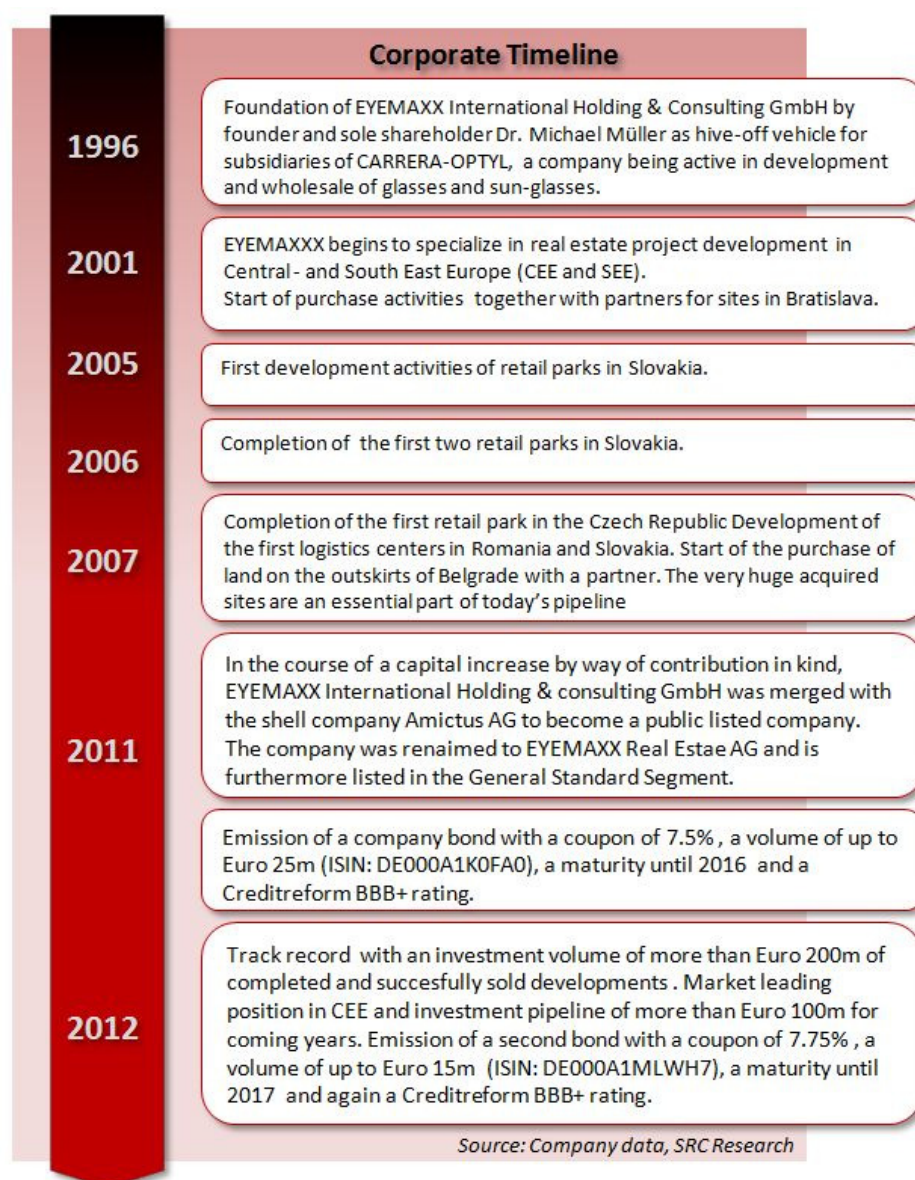 Corporate Timeline
1996
Foundation of EYEMAXX International Holding & Consulting GmbH by
founder and sole shareholder Dr. Michael Müller as hive-off vehicle for
subsidiaries of CARRERA-OPTYL, a company being active in development
and wholesale of glasses and sun-glasses.
2001
EYEMAXXX begins to specialize in real estate project development in
Central - and South East Europe (CEE and SEE).
Start of purchase activities together with partners for sites in Bratislava.
2005
First development activities of retail parks in Slovakia.
2006
Completion of the first two retail parks in Slovakia.
2007
Completion of the first retail park in the Czech Republic Development of
the first logistics centers in Romania and Slovakia. Start of the purchase of
land on the outskirts of Belgrade with a partner. The very huge acquired
sites are an essential part of today's pipeline
2011
In the course of a capital increase by way of contribution in kind,
EYEMAXX International Holding & consulting GmbH was merged with
the shell company Amictus AG to become a public listed company.
The company was renaimed to EYEMAXX Real Estae AG and is
furthermore listed in the General Standard Segment.
Emission of a company bond with a coupon of 7.5% , a volume of up to
Euro 25m (ISIN: DE000A1K0FA0), a maturity until 2016 and a
Creditreform BBB+ rating.
2012
Track record with an investment volume of more than Euro 200m of
completed and succesfully sold developments . Market leading
position in CEE and investment pipeline of more than Euro 100m for
coming years. Emission of a second bond with a coupon of 7.75% , a
volume of up to Euro 15m (ISIN: DE000A1MLWH7), a maturity until
2017 and again a Creditreform BBB+ rating.
Source: Company data, SRC Research